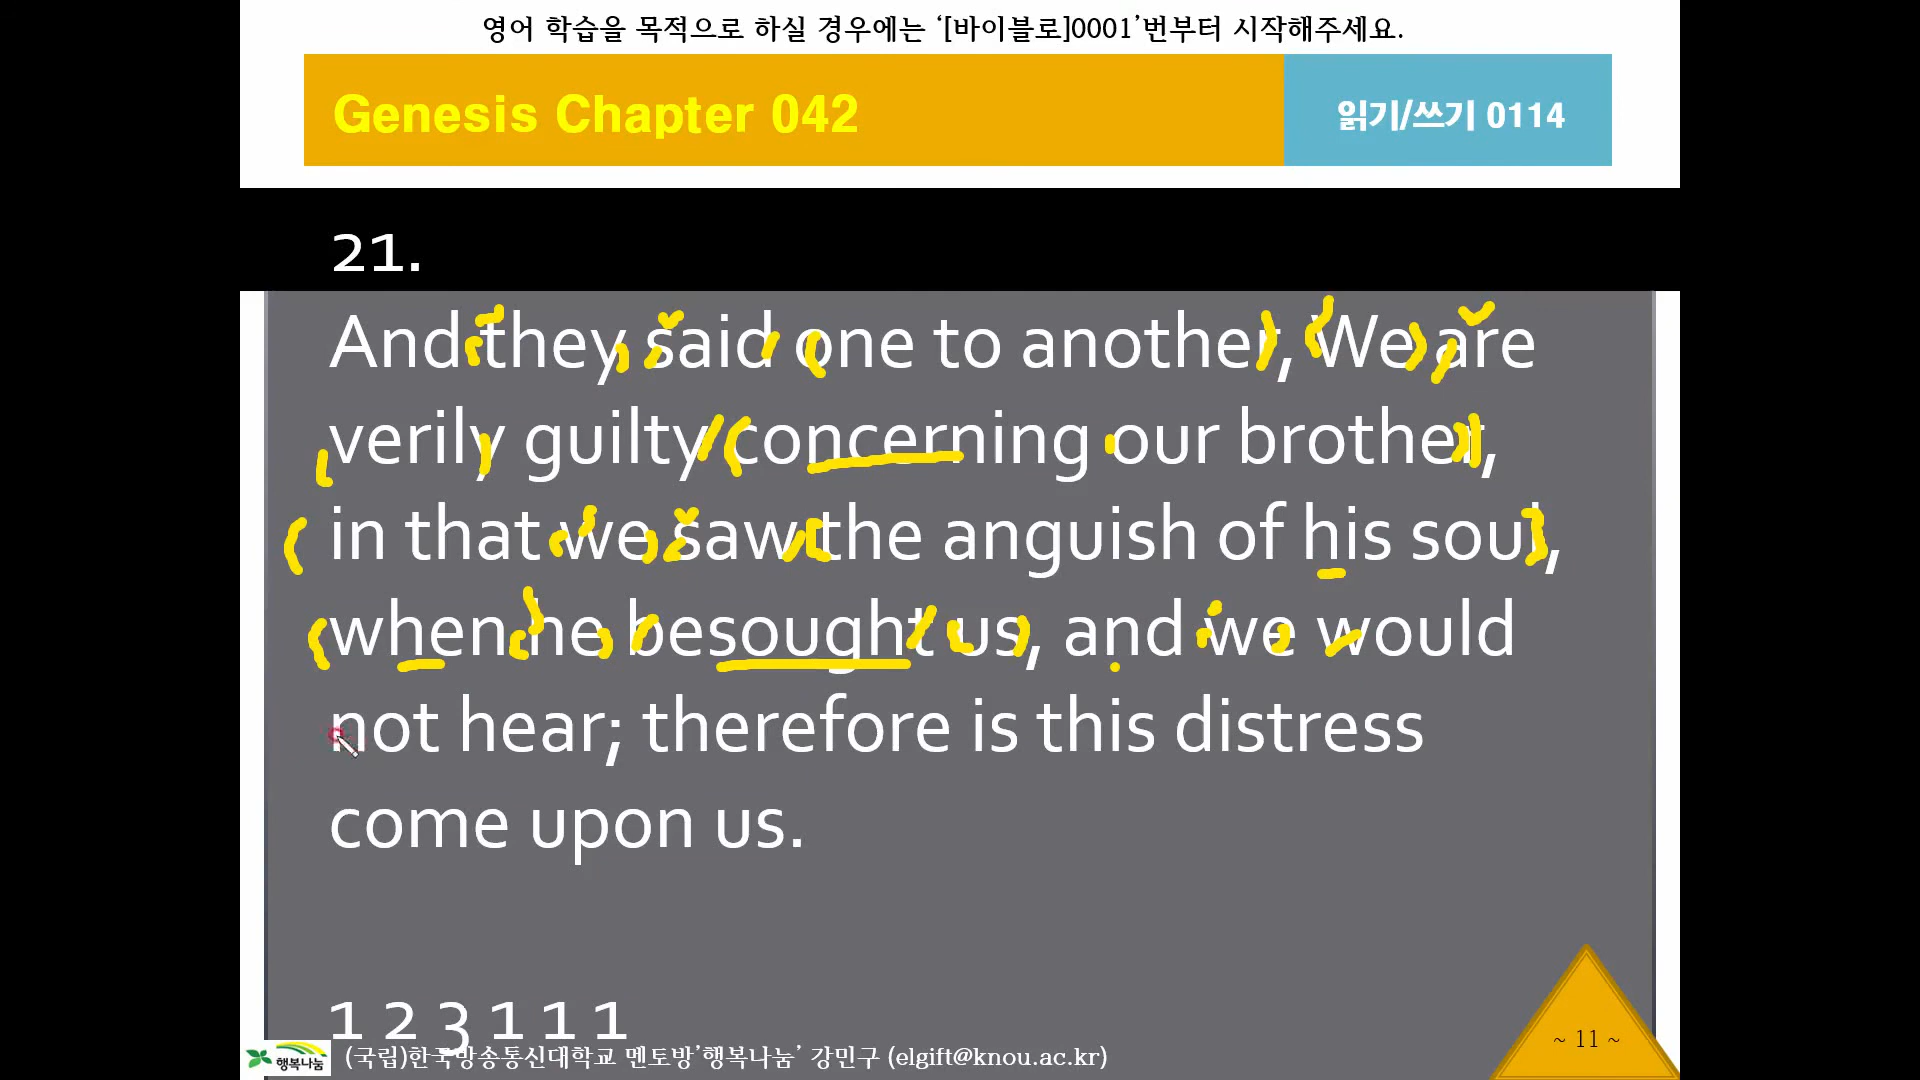 영어 학습을 목적으로 하실 경우에는 ‘[바이블로]0001’번부터 시작해주세요.
Genesis Chapter 042
읽기/쓰기 0114
21.
And they said one to another, We are
verily guilty concerning our brother,
in that we saw the anguish of his soul,
when he besought us, and we would
not hear; therefore is this distress
come upon us.
1 2 3 1 1 1
행복나눔 (국립)한국방송통신대학교 멘토방’행복나눔’ 강민구 (elgift@knou.ac.kr)
~ 11 ~